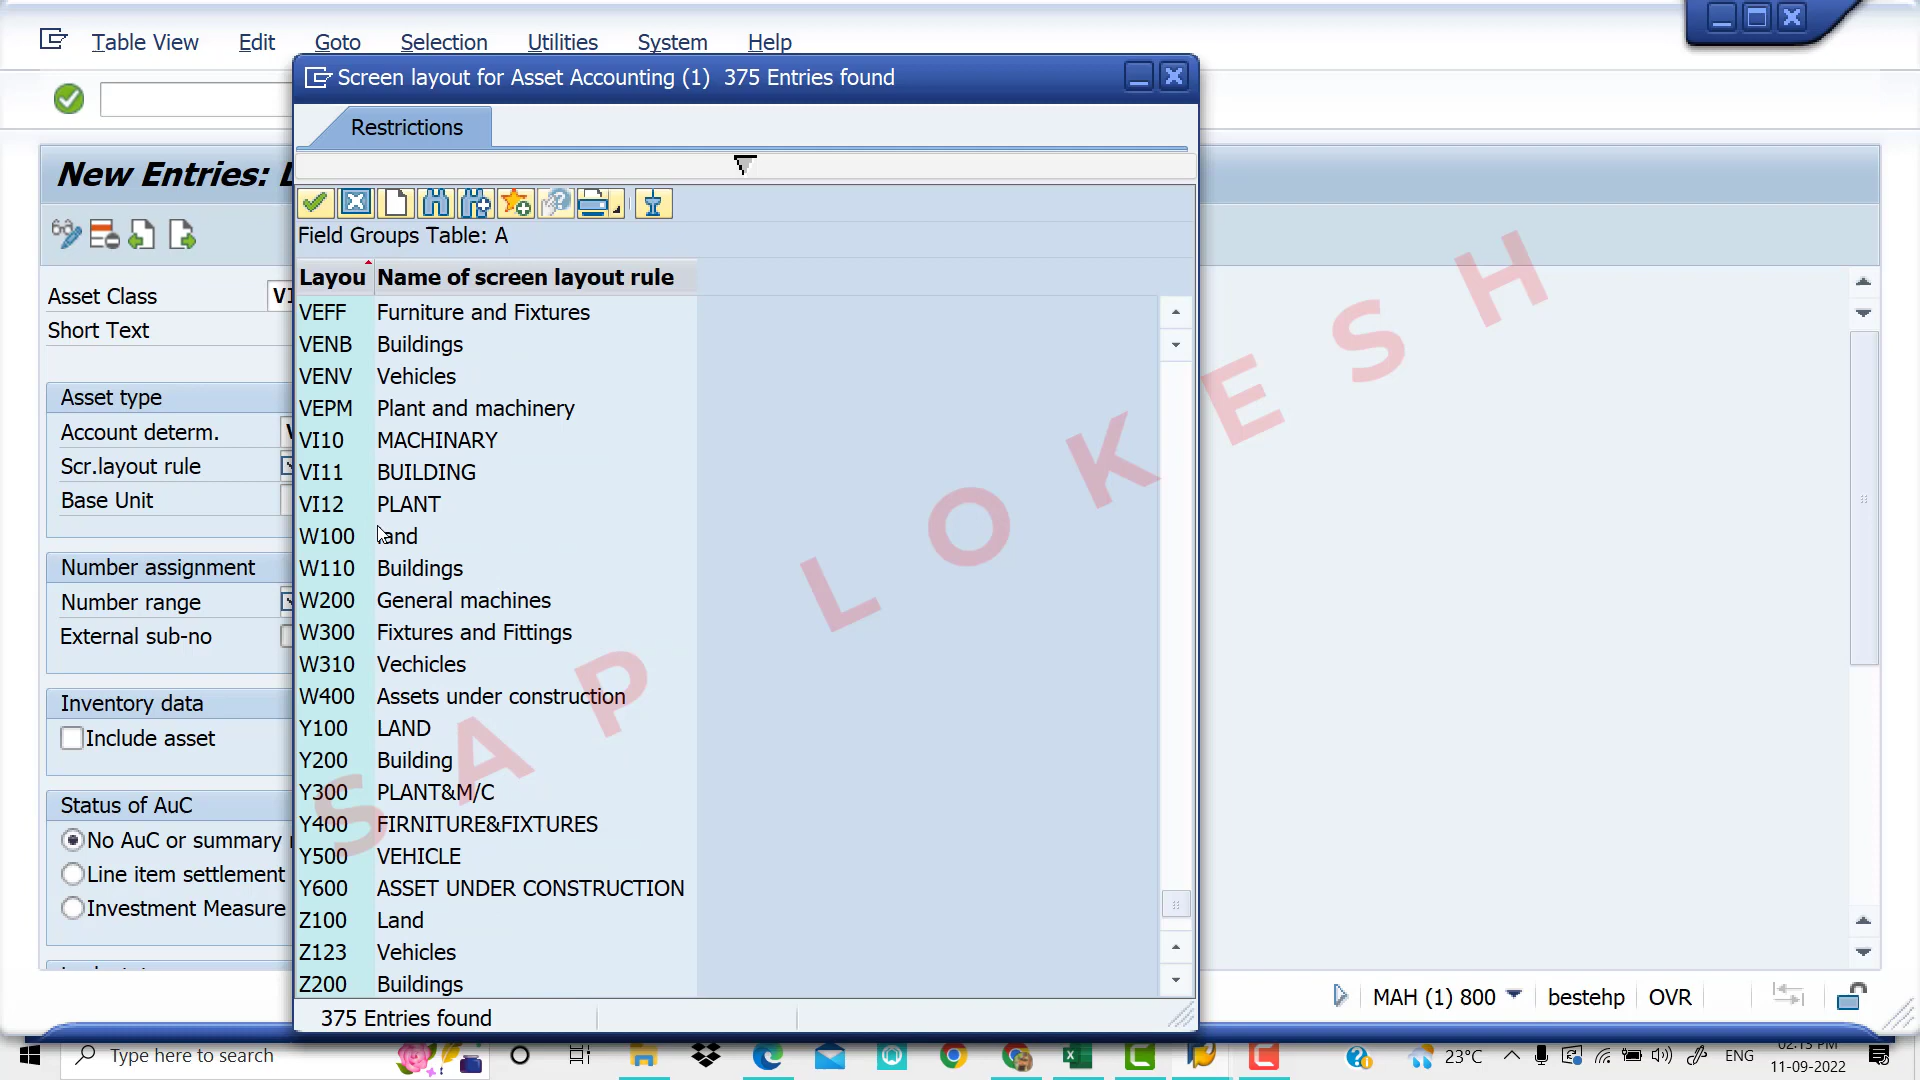 Table View Edit Goto Selection Utilities System Help
Screen layout for Asset Accounting (1) 375 Entries found
Restrictions
New Entries:
Field Groups Table: A
Layou Name of screen layout rule
Asset Class VI
Short Text
Asset type
Account determ.
Scr.layout rule
Base Unit
Number assignment
Number range
External sub-no
Inventory data
Include asset
Status of AuC
No AuC or summary
Line item settlement
Investment Measure
VEFF Furniture and Fixtures
VENB Buildings
VENV Vehicles
VEPM Plant and machinery
VI10 MACHINARY
VI11 BUILDING
VI12 PLANT
W100 land
W110 Buildings
W200 General machines
W300 Fixtures and Fittings
W310 Vechicles
W400 Assets under construction
Y100 LAND
Y200 Building
Y300 PLANT&M/C
Y400 FIRNITURE&FIXTURES
Y500 VEHICLE
Y600 ASSET UNDER CONSTRUCTION
Z100 Land
Z123 Vehicles
Z200 Buildings
375 Entries found
SAP LOKESH
MAH (1) 800 bestehp OVR
Type here to search
23°C ENG
02:13 PM
11-09-2022